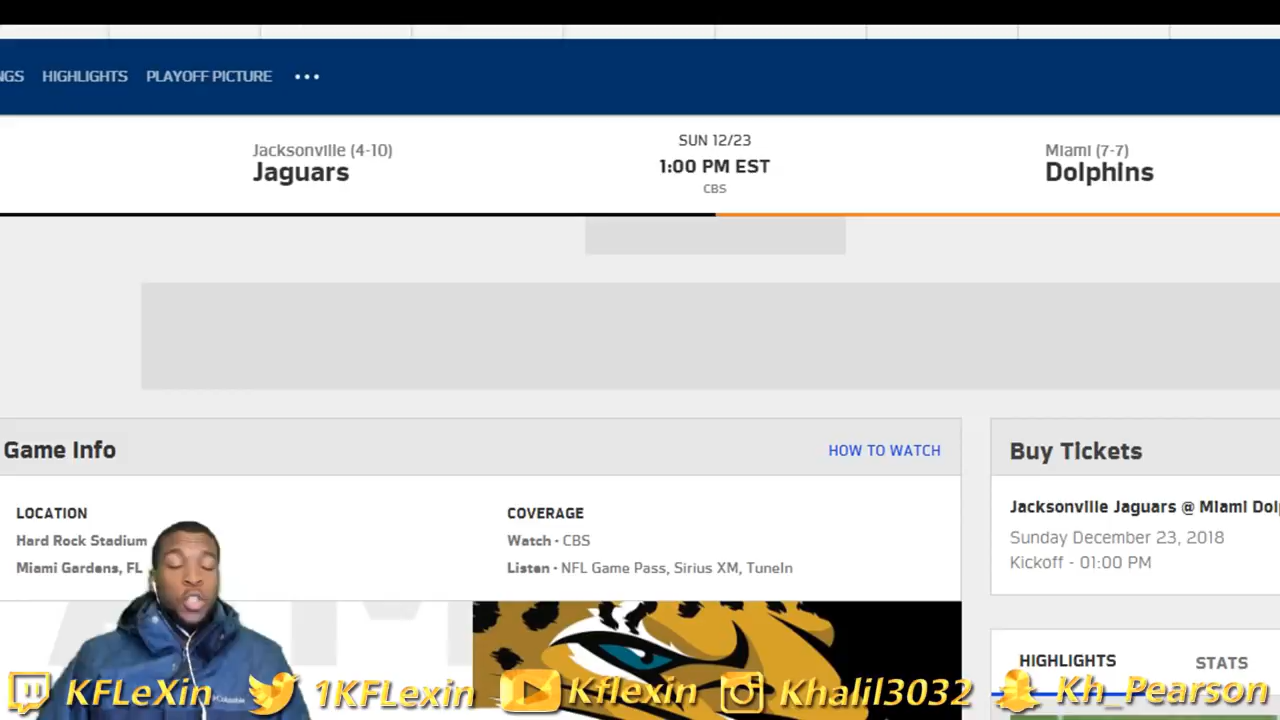 NGS HIGHLIGHTS PLAYOFF PICTURE
Jacksonville (4-10)
Jaguars
SUN 12/23
1:00 PM EST
CBS
Miami (7-7)
Dolphins
Game Info
HOW TO WATCH
LOCATION
Hard Rock Stadium
Miami Gardens, FL
COVERAGE
Watch · CBS
Listen · NFL Game Pass, Sirius XM, TuneIn
Buy Tickets
Jacksonville Jaguars @ Miami Dol
Sunday December 23, 2018
Kickoff - 01:00 PM
HIGHLIGHTS STATS
KFLeXin 1KFLexin Kflexin Khalil3032 Kh_Pearson